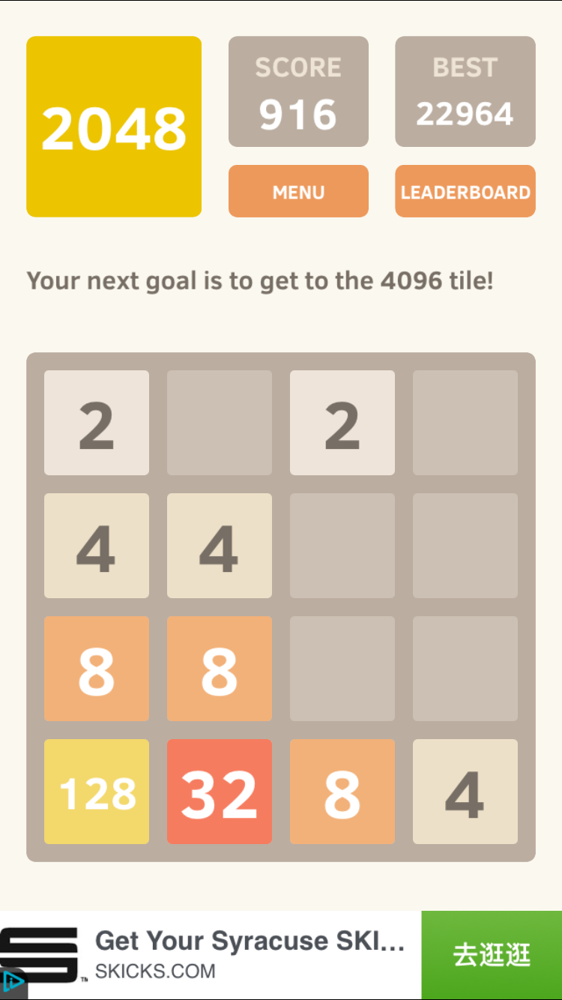 2048
SCORE
916
BEST
22964
MENU
LEADERBOARD
Your next goal is to get to the 4096 tile!
2 2
4 4
8 8
128 32 8 4
Get Your Syracuse SKI...
SKICKS.COM
去逛逛
TM